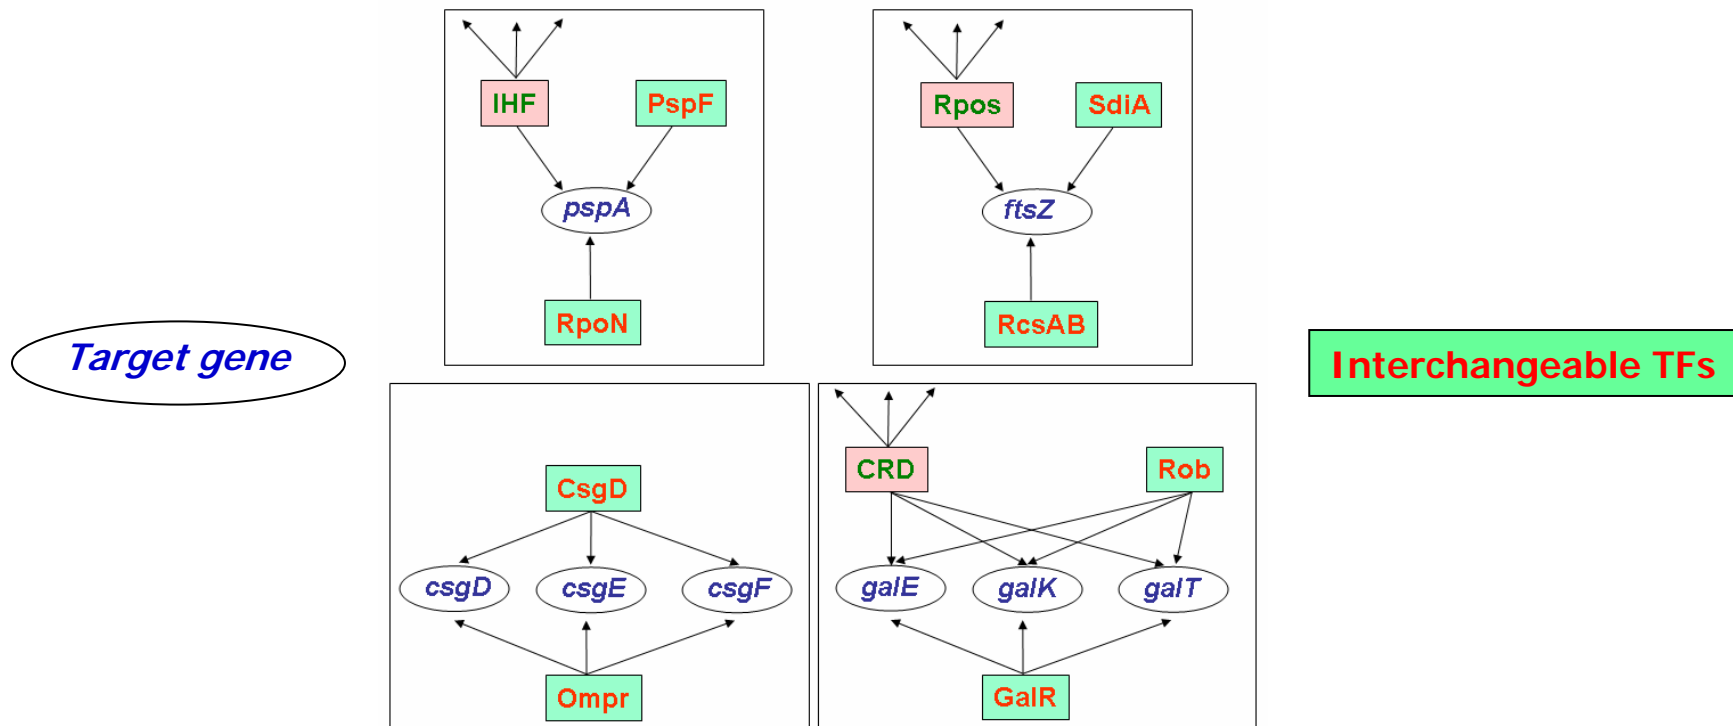 IHF
PspF
pspA
RpoN
Rpos
SdiA
ftsZ
RcsAB
Target gene
Interchangeable TFs
CsgD
csgD
csgE
csgF
Ompr
CRD
Rob
galE
galK
galT
GalR